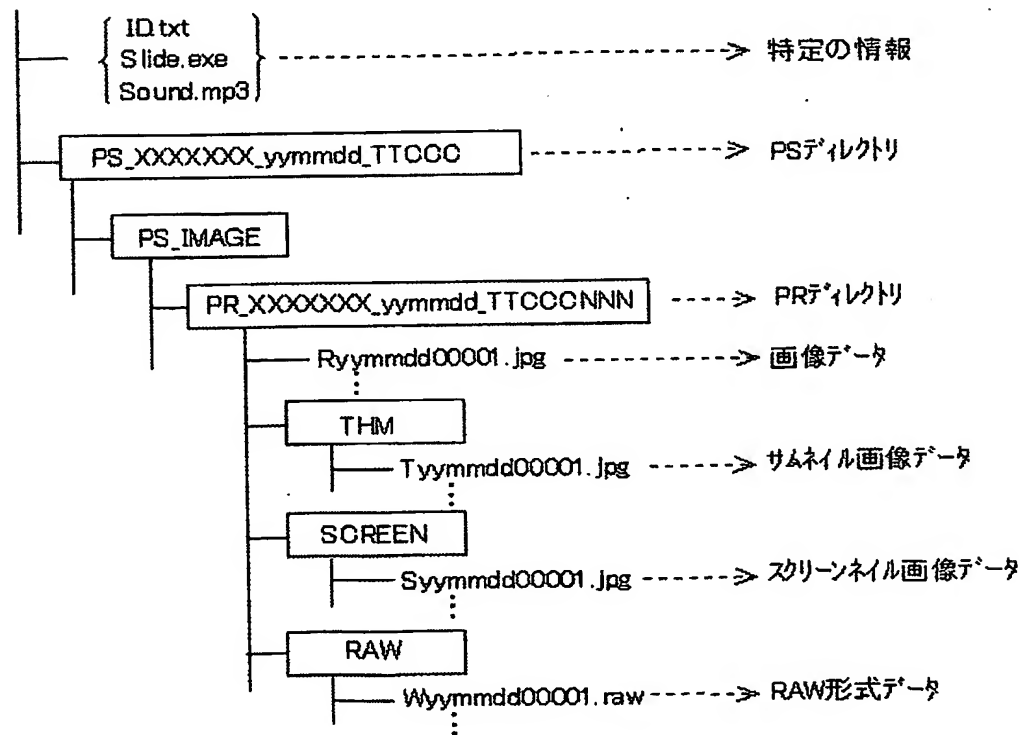 ID.txt
Slide.exe
Sound.mp3
特定の情報
PS_XXXXXXX_yymmdd_TTCCC
PSディレクトリ
PS_IMAGE
PR_XXXXXXX_yymmdd_TTCCCNNN
PRディレクトリ
Ryymmdd00001.jpg
画像データ
THM
Tyymmdd00001.jpg
サムネイル画像データ
SCREEN
Syymmdd00001.jpg
スクリーンネイル画像データ
RAW
Wyymmdd00001.raw
RAW形式データ